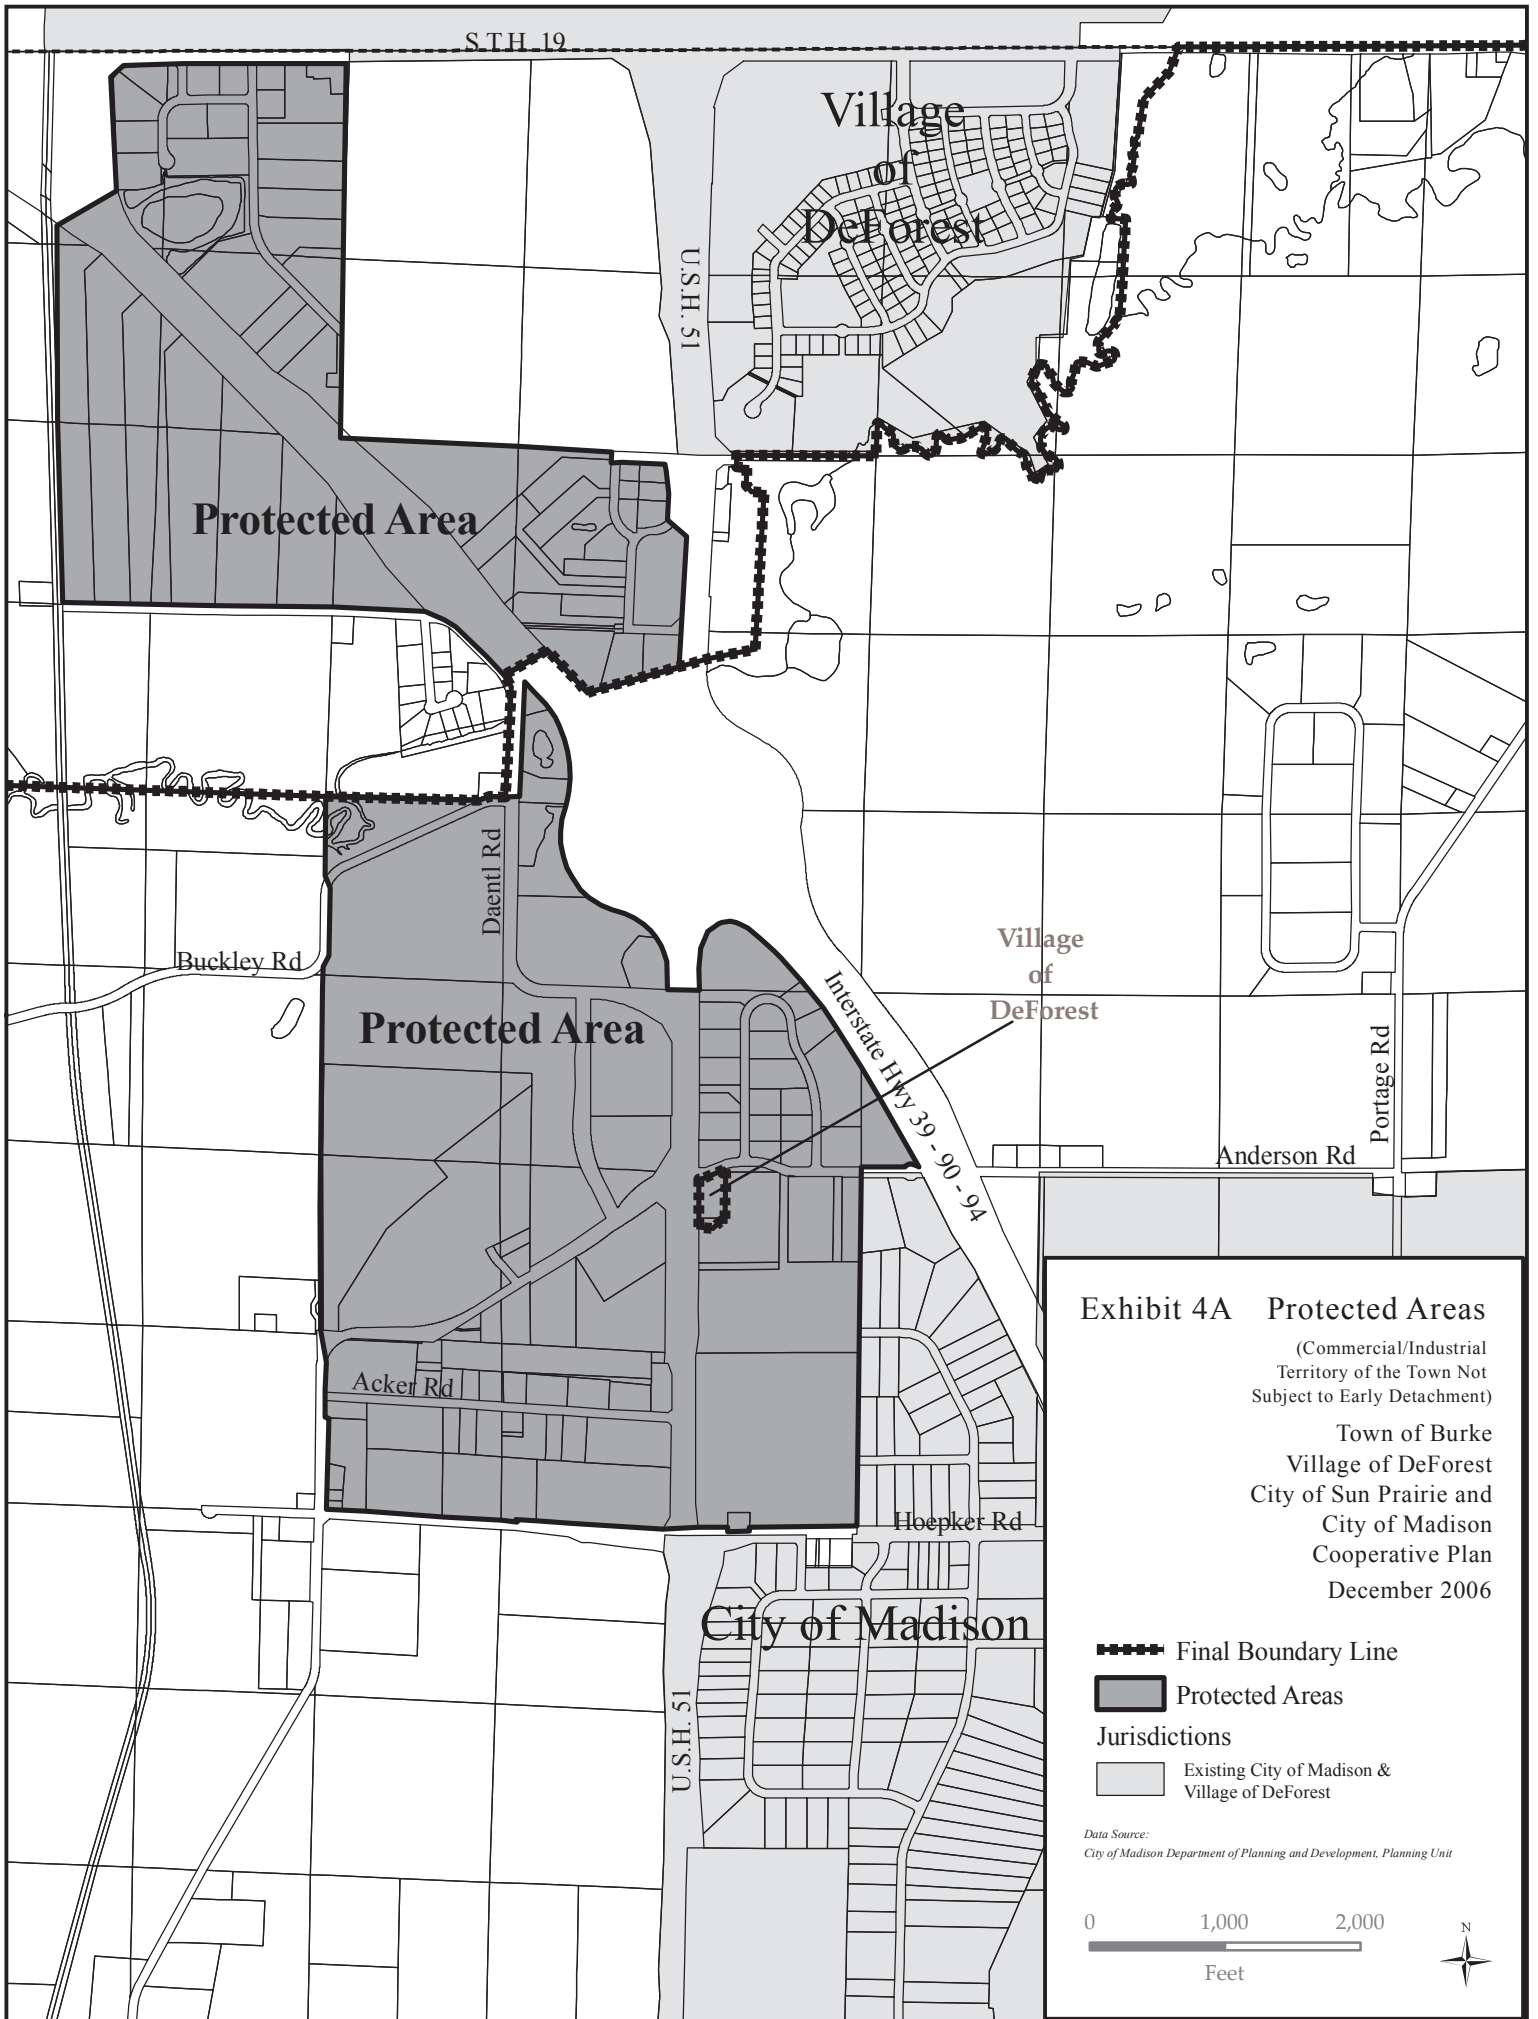 S.T.H. 19
Village
of
DeForest
U.S.H. 51
Protected Area
Daentl Rd
Buckley Rd
Village
of
DeForest
Interstate Hwy 39 - 90 - 94
Protected Area
Portage Rd
Anderson Rd
Acker Rd
Hoepker Rd
City of Madison
U.S.H. 51
Exhibit 4A Protected Areas
(Commercial/Industrial
Territory of the Town Not
Subject to Early Detachment)
Town of Burke
Village of DeForest
City of Sun Prairie and
City of Madison
Cooperative Plan
December 2006
Final Boundary Line
Protected Areas
Jurisdictions
Existing City of Madison &
Village of DeForest
Data Source:
City of Madison Department of Planning and Development, Planning Unit
0 1,000 2,000
Feet
N